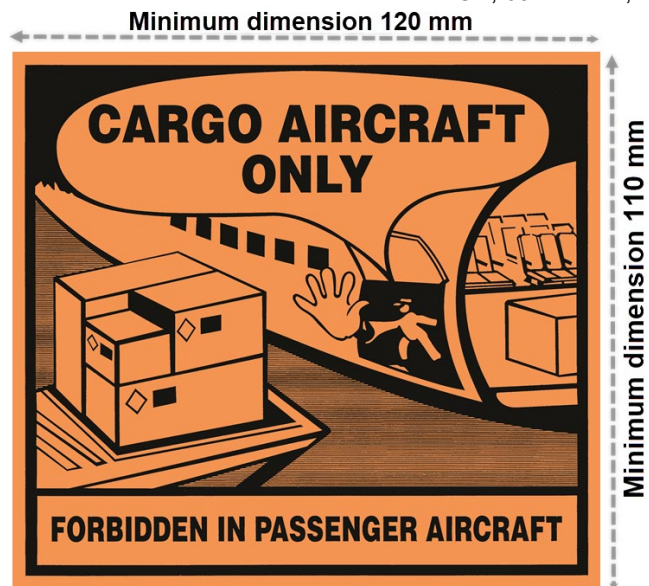 Minimum dimension 120 mm
CARGO AIRCRAFT
ONLY
FORBIDDEN IN PASSENGER AIRCRAFT
Minimum dimension 110 mm